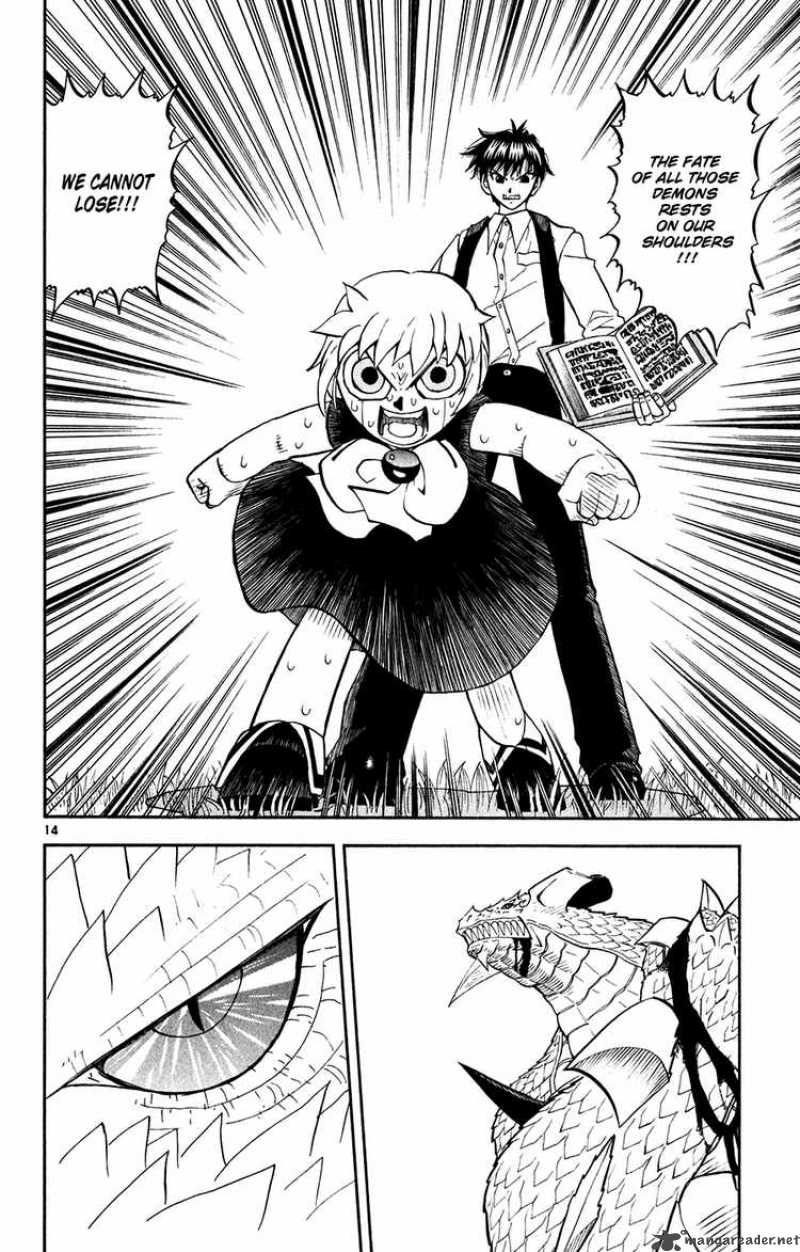 THE FATE
OF ALL THOSE
DEMONS
RESTS
ON OUR
SHOULDERS
!!!
WE CANNOT
LOSE!!!
14
mangareader.net